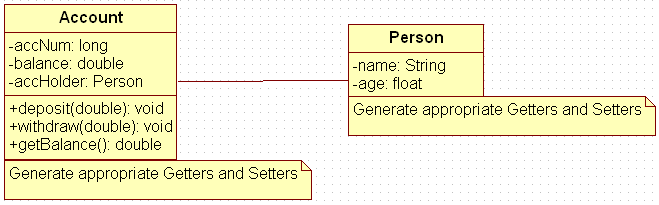 Account
-accNum: long
-balance: double
-accHolder: Person
+deposit(double): void
+withdraw(double): void
+getBalance(): double
Generate appropriate Getters and Setters
Person
-name: String
-age: float
Generate appropriate Getters and Setters